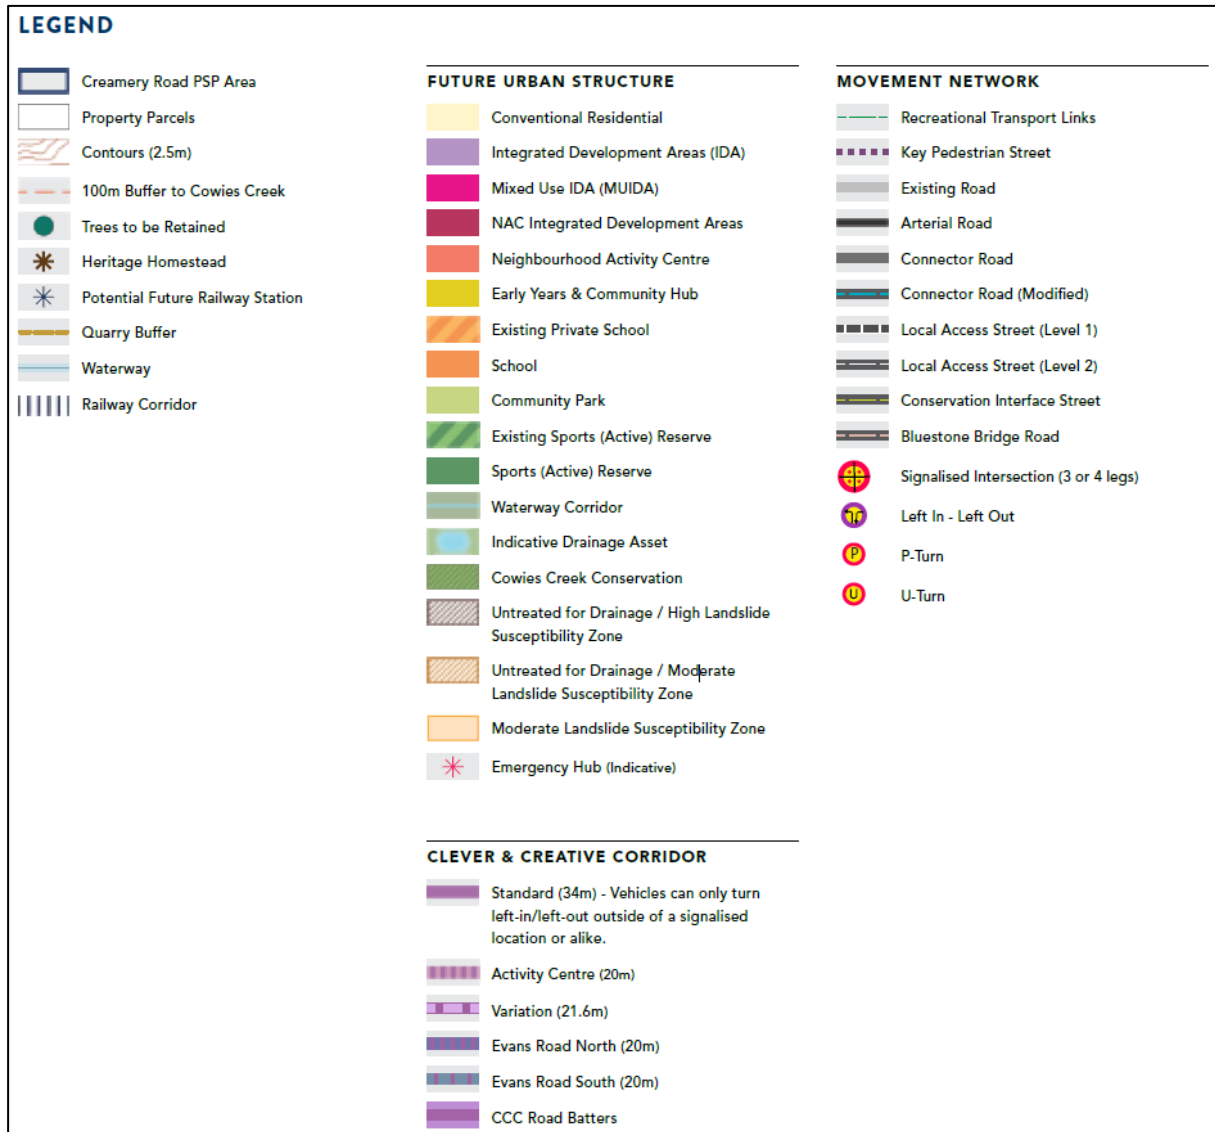 LEGEND
Creamery Road PSP Area
Property Parcels
Contours (2.5m)
100m Buffer to Cowies Creek
Trees to be Retained
Heritage Homestead
Potential Future Railway Station
Quarry Buffer
Waterway
Railway Corridor
FUTURE URBAN STRUCTURE
Conventional Residential
Integrated Development Areas (IDA)
Mixed Use IDA (MUIDA)
NAC Integrated Development Areas
Neighbourhood Activity Centre
Early Years & Community Hub
Existing Private School
School
Community Park
Existing Sports (Active) Reserve
Sports (Active) Reserve
Waterway Corridor
Indicative Drainage Asset
Cowies Creek Conservation
Untreated for Drainage / High Landslide
Susceptibility Zone
Untreated for Drainage / Moderate
Landslide Susceptibility Zone
Moderate Landslide Susceptibility Zone
Emergency Hub (Indicative)
CLEVER & CREATIVE CORRIDOR
Standard (34m) - Vehicles can only turn
left-in/left-out outside of a signalised
location or alike.
Activity Centre (20m)
Variation (21.6m)
Evans Road North (20m)
Evans Road South (20m)
CCC Road Batters
MOVEMENT NETWORK
Recreational Transport Links
Key Pedestrian Street
Existing Road
Arterial Road
Connector Road
Connector Road (Modified)
Local Access Street (Level 1)
Local Access Street (Level 2)
Conservation Interface Street
Bluestone Bridge Road
Signalised Intersection (3 or 4 legs)
Left In - Left Out
P P-Turn
U U-Turn